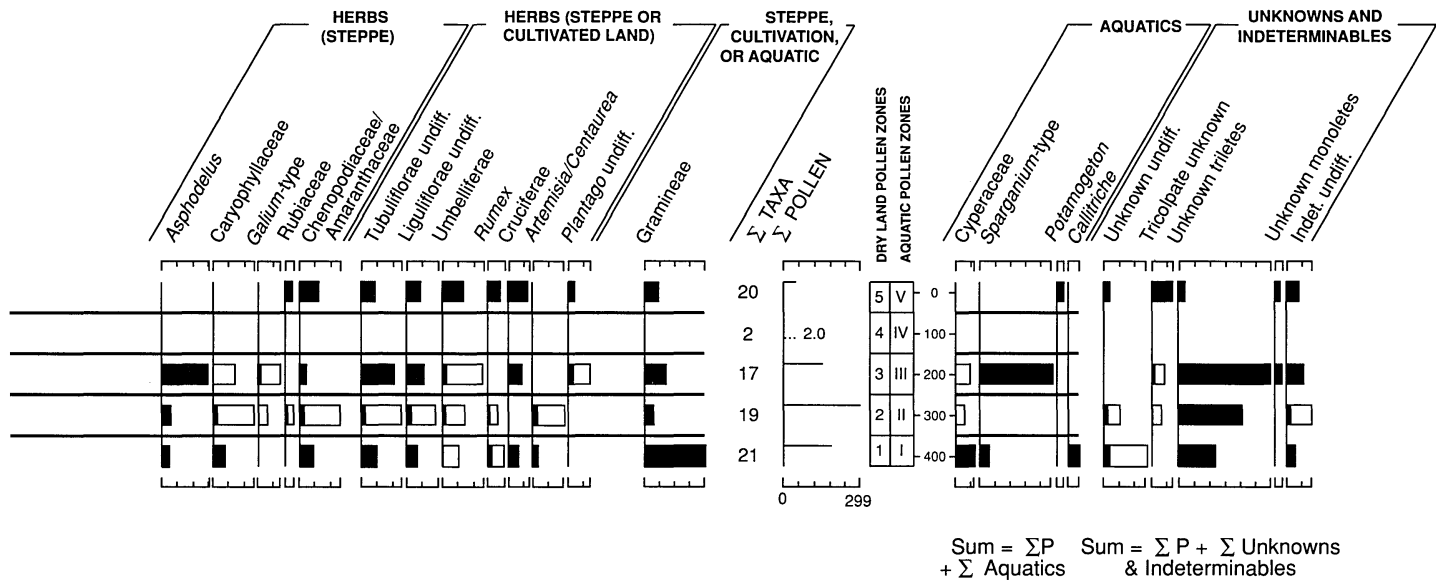 HERBS
(STEPPE)
HERBS (STEPPE OR
CULTIVATED LAND)
STEPPE,
CULTIVATION,
OR AQUATIC
AQUATICS
UNKNOWNS AND
INDETERMINABLES
Asphodelus
Caryophyllaceae
Galium-type
Rubiaceae
Chenopodiaceae/
Amaranthaceae
Tubuliflorae undiff.
Liguliflorae undiff.
Umbelliferae
Rumex
Cruciferae
Artemisia/Centaurea
Plantago undiff.
Gramineae
Σ TAXA
Σ POLLEN
DRY LAND POLLEN ZONES
AQUATIC POLLEN ZONES
Cyperaceae
Sparganium-type
Potamogeton
Callitriche
Unknown undiff.
Tricolpate unknown
Unknown triletes
Unknown monoletes
Indet. undiff.
20 5 V 0
2 ... 2.0 4 IV 100
17 3 III 200
19 2 II 300
21 1 I 400
0 299
Sum = ΣP
+ Σ Aquatics
Sum = Σ P + Σ Unknowns
& Indeterminables